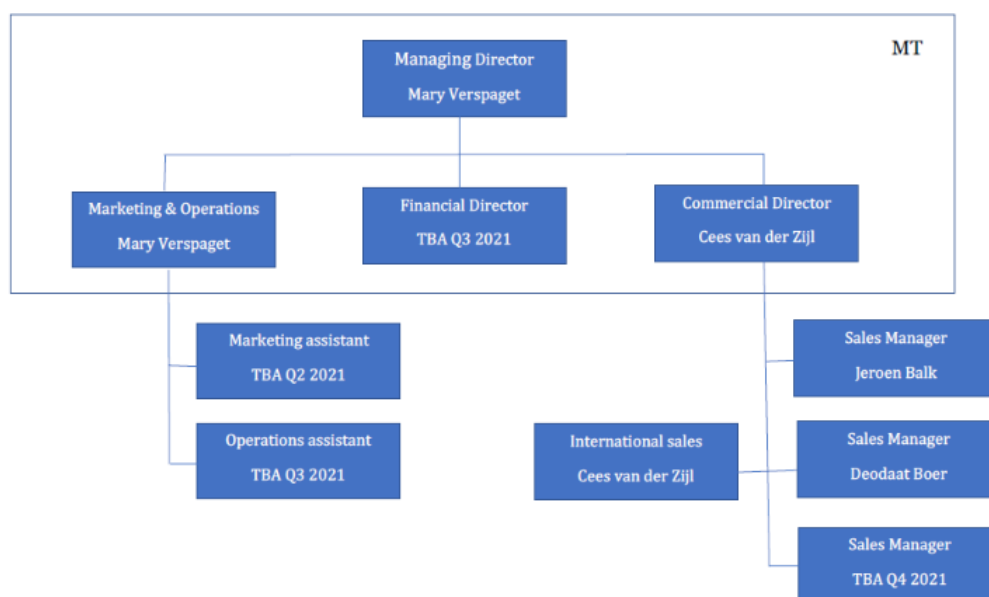 MT
Managing Director
Mary Verspaget
Marketing & Operations
Mary Verspaget
Financial Director
TBA Q3 2021
Commercial Director
Cees van der Zijl
Marketing assistant
TBA Q2 2021
Operations assistant
TBA Q3 2021
International sales
Cees van der Zijl
Sales Manager
Jeroen Balk
Sales Manager
Deodaat Boer
Sales Manager
TBA Q4 2021